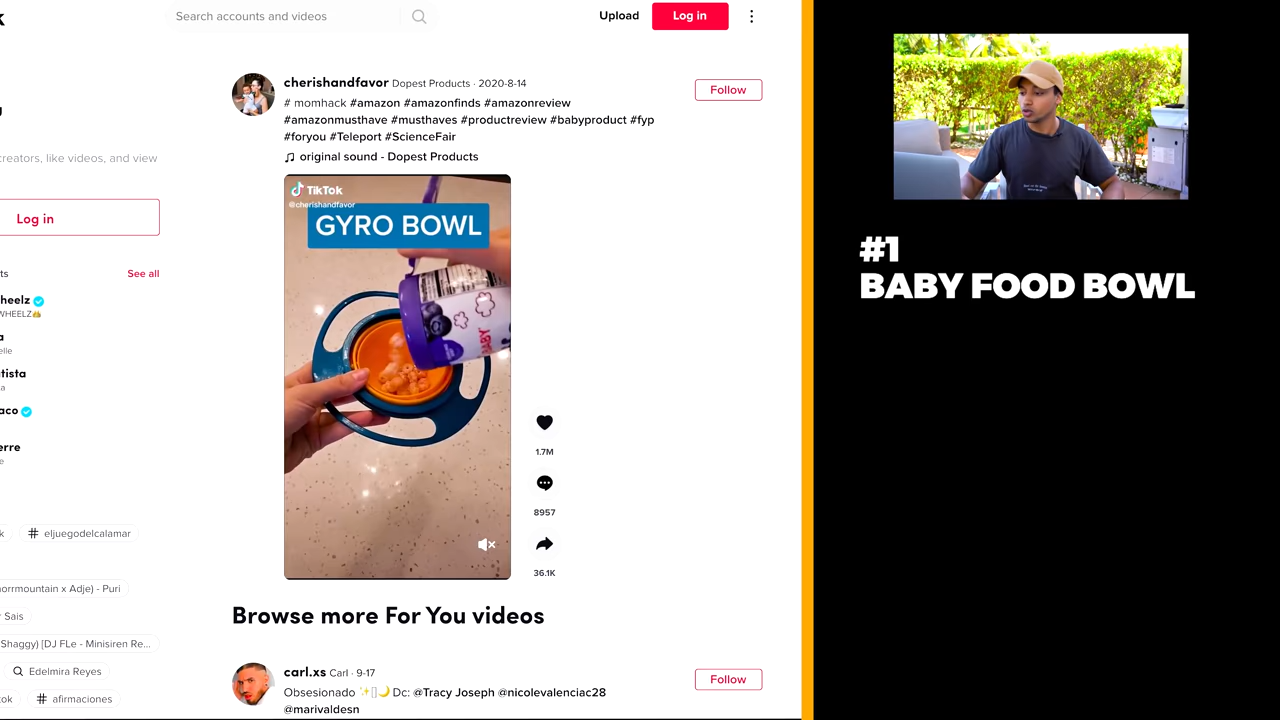 k
Search accounts and videos
Upload
Log in
cherishandfavor Dopest Products · 2020-8-14
Follow
# momhack #amazon #amazonfinds #amazonreview
#amazonmusthave #musthaves #productreview #babyproduct #fyp
#foryou #Teleport #ScienceFair
original sound - Dopest Products
creators, like videos, and view
Log in
ts
See all
heelz
WHEELZ
a
elle
tista
a
aco
erre
e
k
# eljuegodelcalamar
orrmountain x Adje) - Puri
Sais
Shaggy) [DJ FLe - Minisiren Re...
Edelmira Reyes
tok
# afirmaciones
TikTok
@cherishandfavor
GYRO BOWL
BABY
1.7M
8957
36.1K
Browse more For You videos
carl.xs Carl · 9-17
Follow
Obsesionado ✨🌙 Dc: @Tracy Joseph @nicolevalenciac28
@marivaldesn
#1
BABY FOOD BOWL